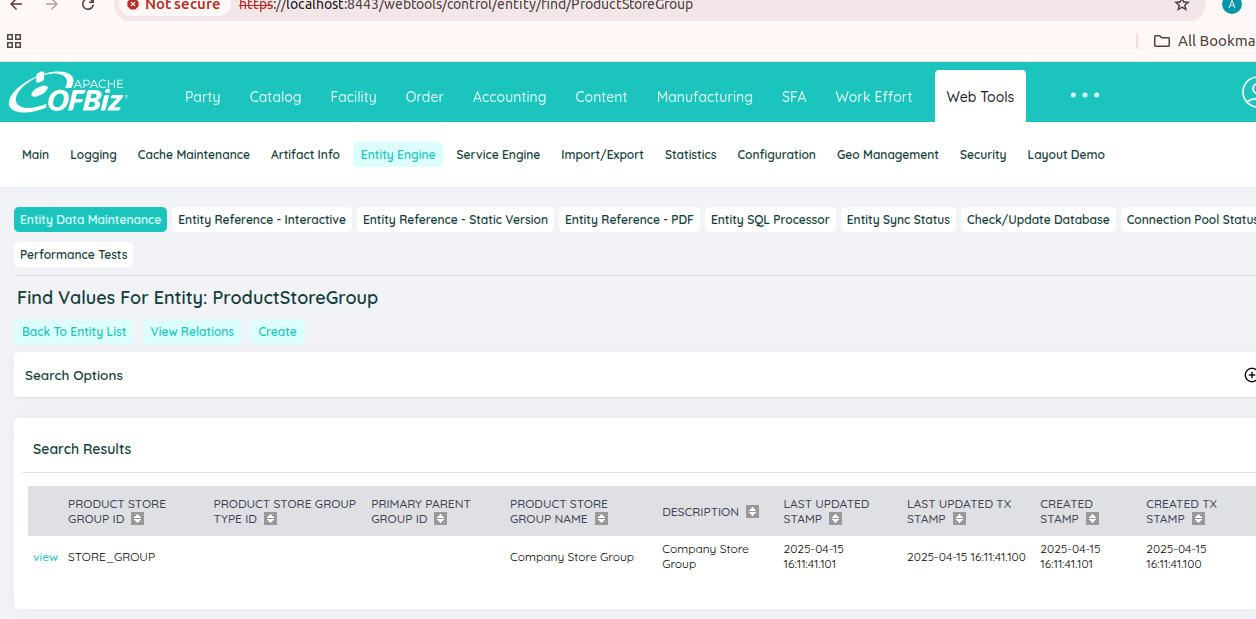 Not secure https://localhost:8443/webtools/control/entity/find/ProductStoreGroup A
All Bookma
APACHE
OFBiz
Party Catalog Facility Order Accounting Content Manufacturing SFA Work Effort Web Tools
Main Logging Cache Maintenance Artifact Info Entity Engine Service Engine Import/Export Statistics Configuration Geo Management Security Layout Demo
Entity Data Maintenance Entity Reference - Interactive Entity Reference - Static Version Entity Reference - PDF Entity SQL Processor Entity Sync Status Check/Update Database Connection Pool Status
Performance Tests
Find Values For Entity: ProductStoreGroup
Back To Entity List View Relations Create
Search Options
Search Results
PRODUCT STORE GROUP ID PRODUCT STORE GROUP TYPE ID PRIMARY PARENT GROUP ID PRODUCT STORE GROUP NAME DESCRIPTION LAST UPDATED STAMP LAST UPDATED TX STAMP CREATED STAMP CREATED TX STAMP
view STORE_GROUP Company Store Group Company Store Group 2025-04-15 16:11:41.101 2025-04-15 16:11:41.100 2025-04-15 16:11:41.101 2025-04-15 16:11:41.100